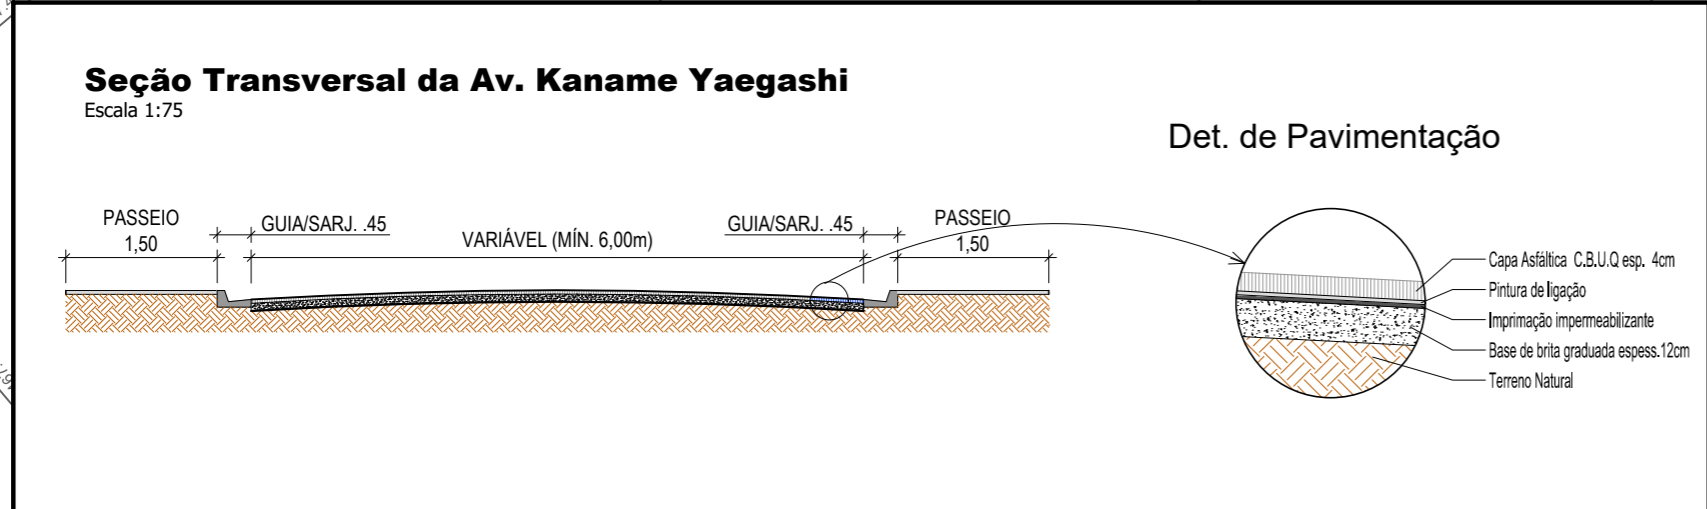 Seção Transversal da Av. Kaname Yaegashi
Escala 1:75
Det. de Pavimentação
PASSEIO
1,50
GUIA/SARJ. .45
VARIÁVEL (MÍN. 6,00m)
GUIA/SARJ. .45
PASSEIO
1,50
Capa Asfáltica C.B.U.Q esp. 4cm
Pintura de ligação
Imprimação impermeabilizante
Base de brita graduada espess.12cm
Terreno Natural